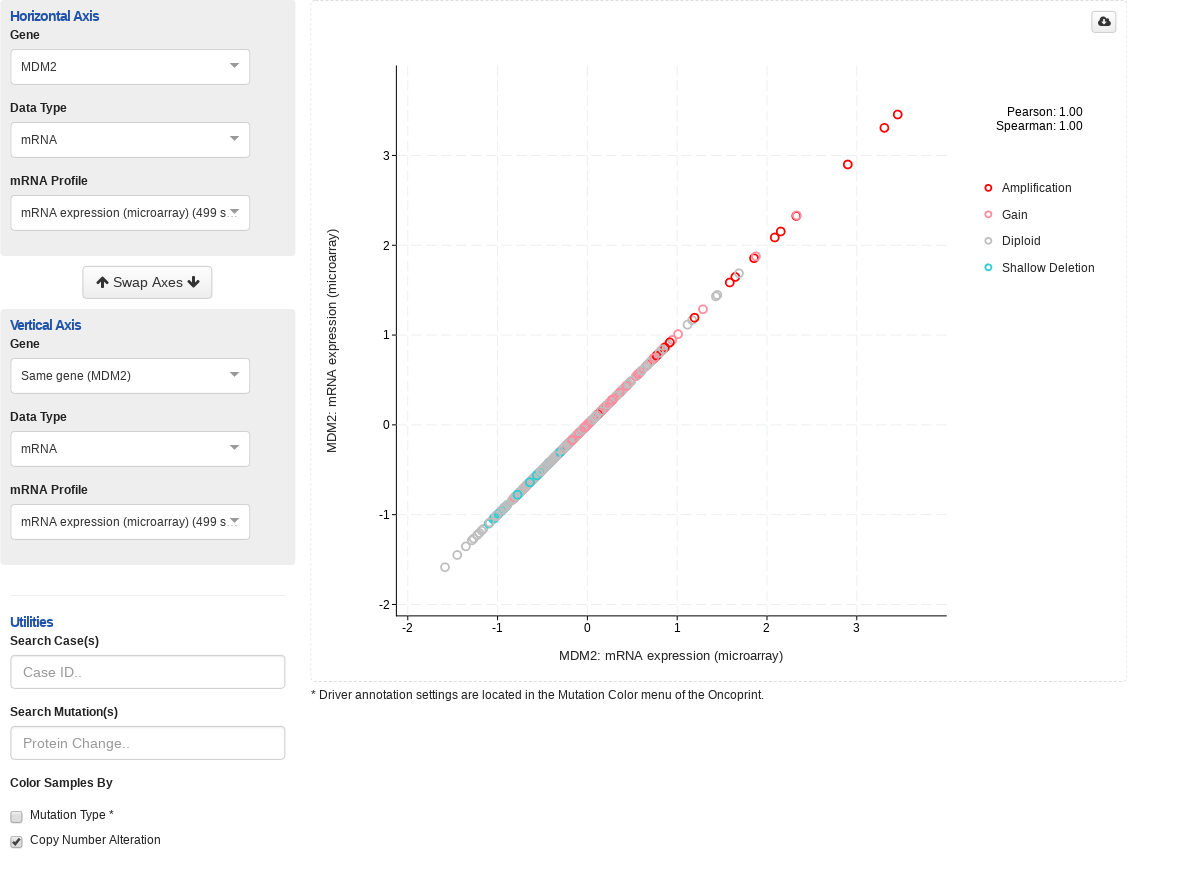 Horizontal Axis
Gene
MDM2
Data Type
mRNA
mRNA Profile
mRNA expression (microarray) (499 s...
Swap Axes
Vertical Axis
Gene
Same gene (MDM2)
Data Type
mRNA
mRNA Profile
mRNA expression (microarray) (499 s...
Utilities
Search Case(s)
Case ID..
Search Mutation(s)
Protein Change..
Color Samples By
Mutation Type *
Copy Number Alteration
MDM2: mRNA expression (microarray)
3
2
1
0
-1
-2
-2 -1 0 1 2 3
MDM2: mRNA expression (microarray)
Pearson: 1.00
Spearman: 1.00
Amplification
Gain
Diploid
Shallow Deletion
* Driver annotation settings are located in the Mutation Color menu of the Oncoprint.